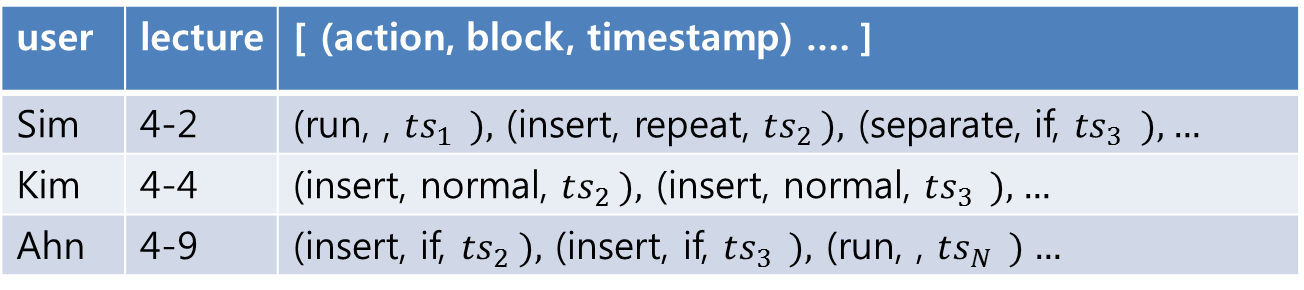 user lecture [ (action, block, timestamp) .... ]
Sim 4-2 (run, , ts₁ ), (insert, repeat, ts₂ ), (separate, if, ts₃ ), ...
Kim 4-4 (insert, normal, ts₂ ), (insert, normal, ts₃ ), ...
Ahn 4-9 (insert, if, ts₂ ), (insert, if, ts₃ ), (run, , ts_N ) ...